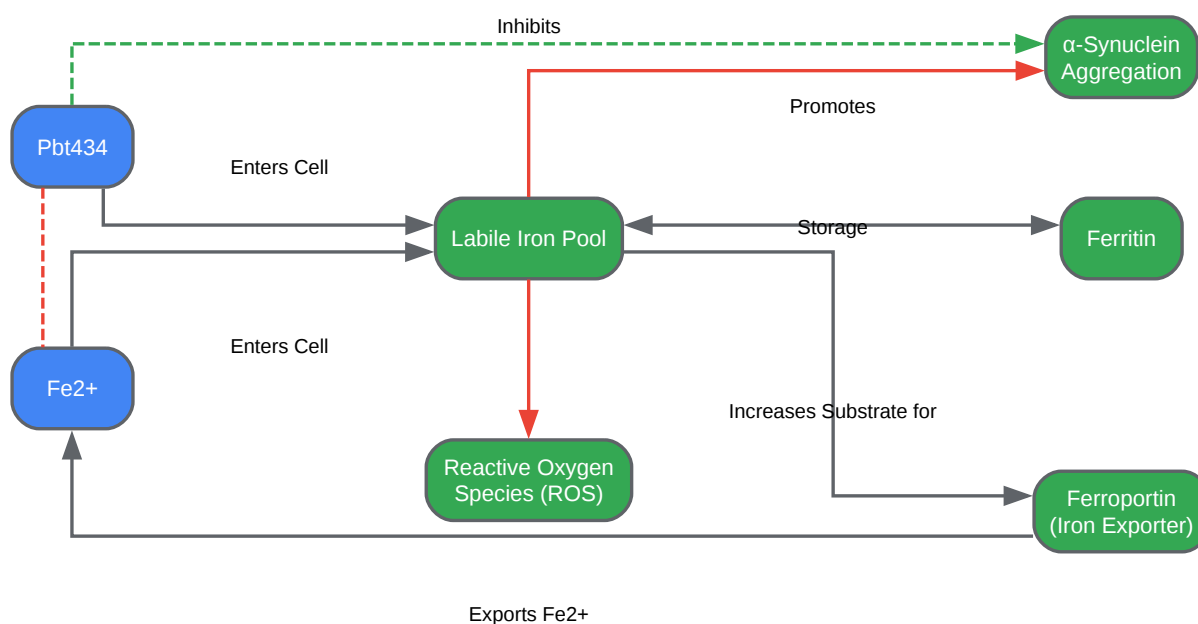 Inhibits
α-Synuclein
Aggregation
Promotes
Pbt434
Enters Cell
Labile Iron Pool
Storage
Ferritin
Enters Cell
Fe2+
Increases Substrate for
Reactive Oxygen
Species (ROS)
Ferroportin
(Iron Exporter)
Exports Fe2+